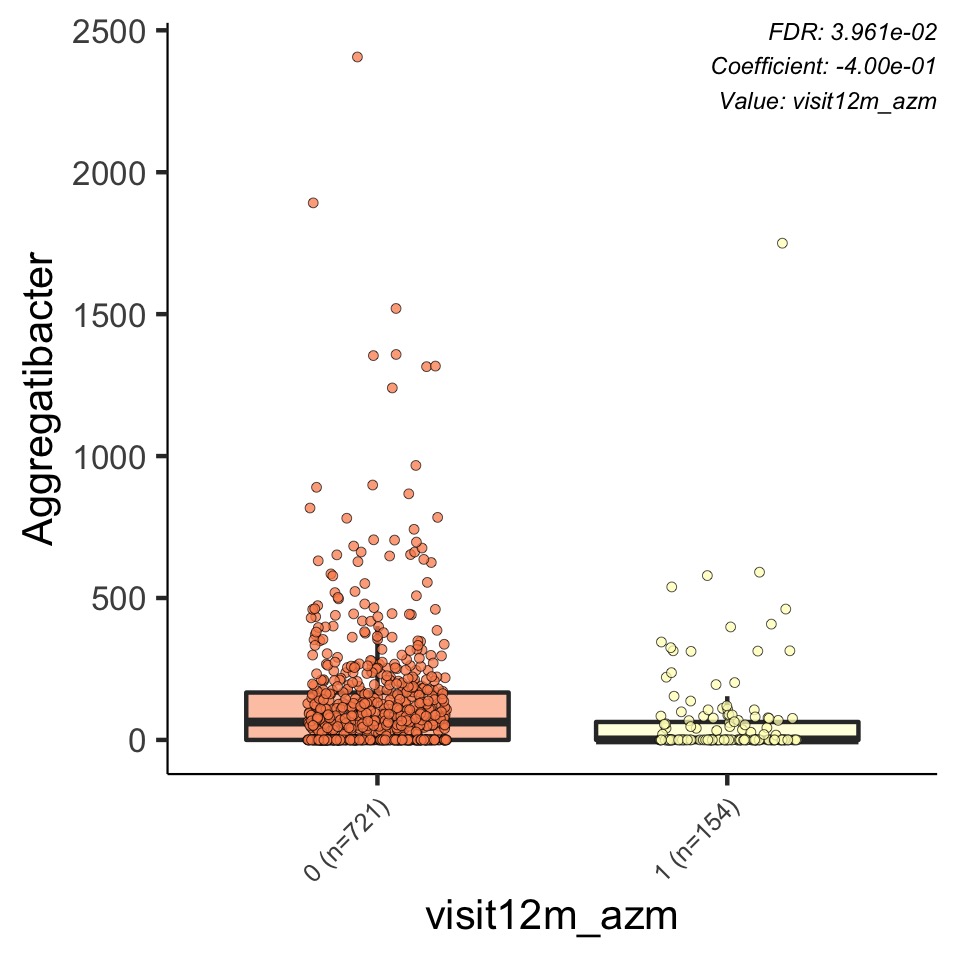 FDR: 3.961e-02
Coefficient: -4.00e-01
Value: visit12m_azm
2500
2000
1500
1000
500
0
Aggregatibacter
0 (n=721)
1 (n=154)
visit12m_azm